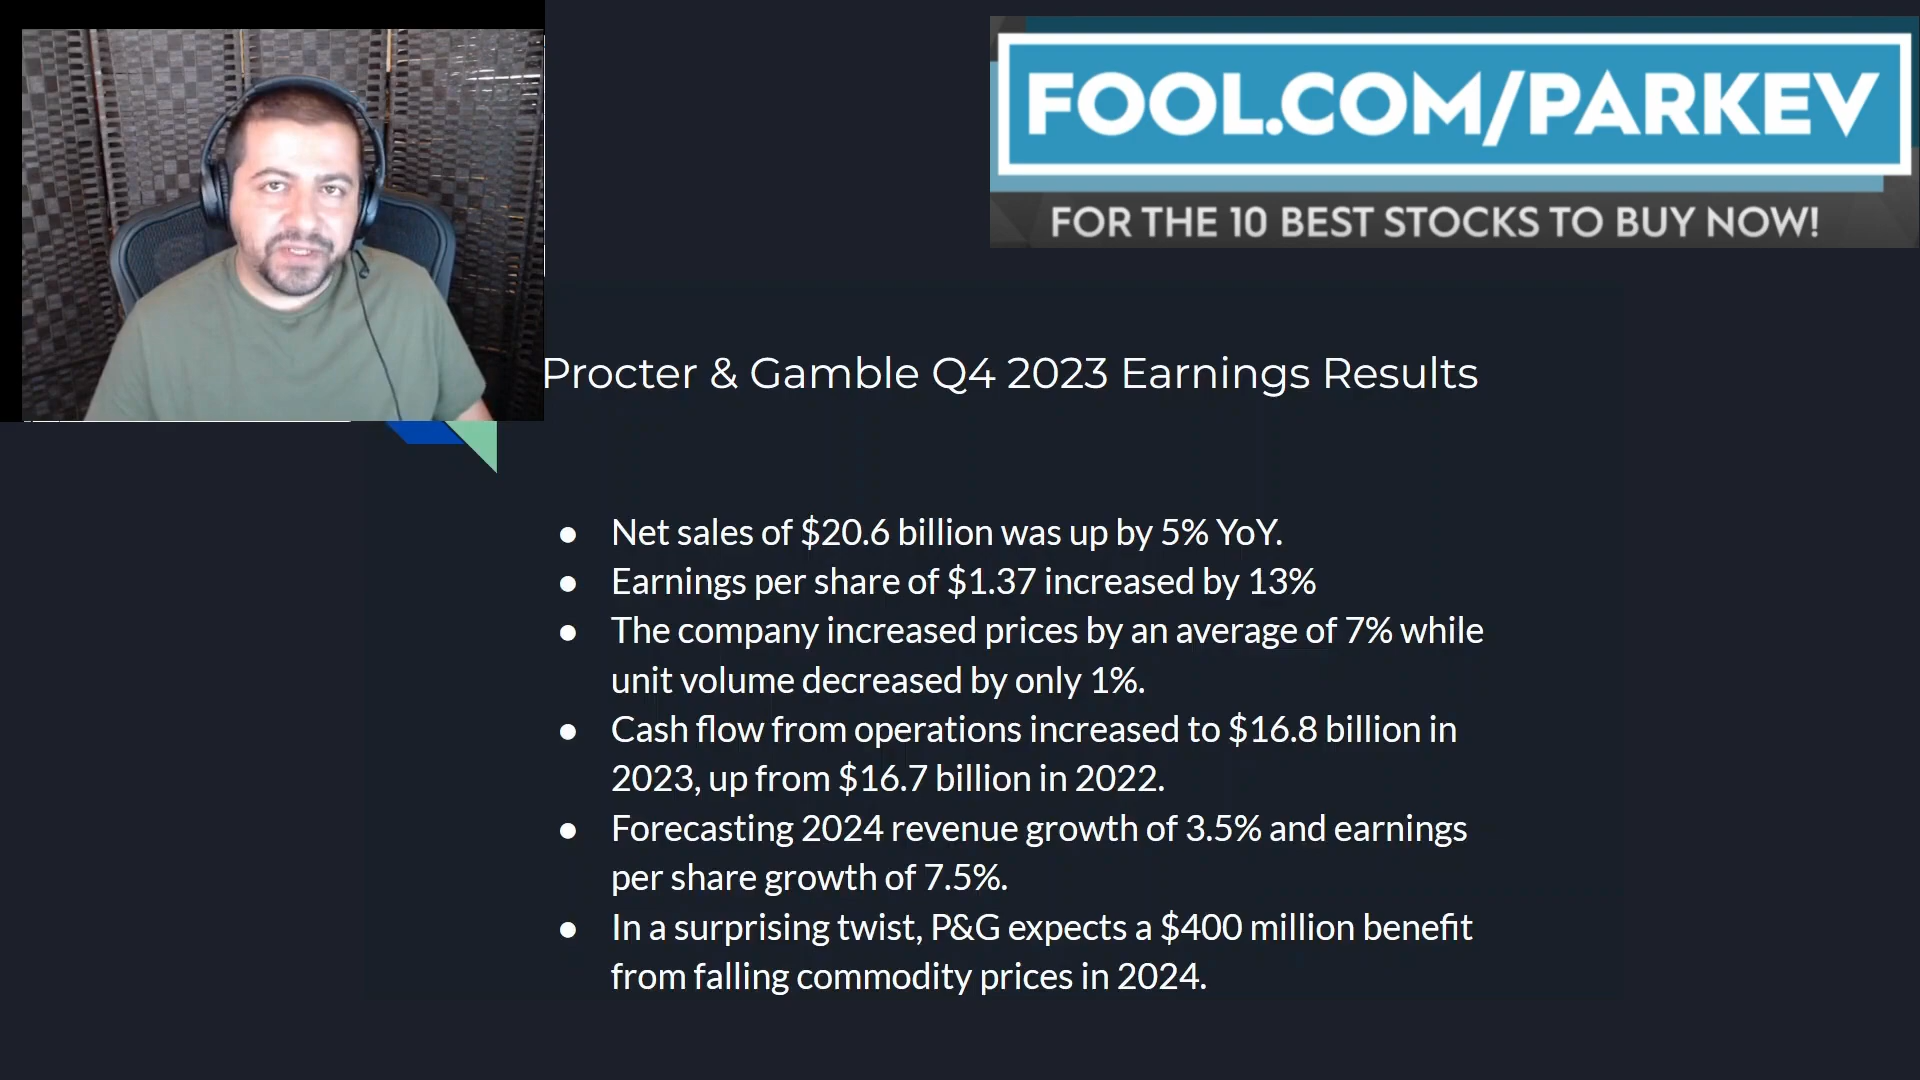 FOOL.COM/PARKEV
FOR THE 10 BEST STOCKS TO BUY NOW!
Procter & Gamble Q4 2023 Earnings Results
● Net sales of $20.6 billion was up by 5% YoY.
● Earnings per share of $1.37 increased by 13%
● The company increased prices by an average of 7% while
unit volume decreased by only 1%.
● Cash flow from operations increased to $16.8 billion in
2023, up from $16.7 billion in 2022.
● Forecasting 2024 revenue growth of 3.5% and earnings
per share growth of 7.5%.
● In a surprising twist, P&G expects a $400 million benefit
from falling commodity prices in 2024.